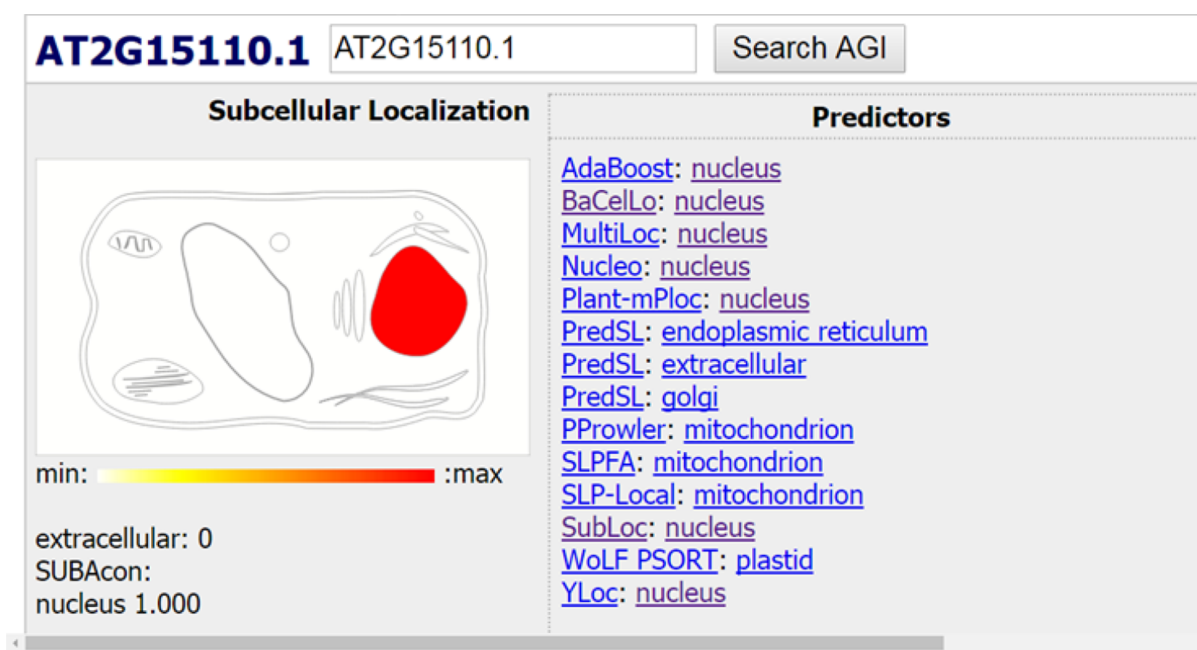 AT2G15110.1 AT2G15110.1 Search AGI
Subcellular Localization
min: :max
extracellular: 0
SUBAcon:
nucleus 1.000
Predictors
AdaBoost: nucleus
BaCelLo: nucleus
MultiLoc: nucleus
Nucleo: nucleus
Plant-mPloc: nucleus
PredSL: endoplasmic reticulum
PredSL: extracellular
PredSL: golgi
PProwler: mitochondrion
SLPFA: mitochondrion
SLP-Local: mitochondrion
SubLoc: nucleus
WoLF PSORT: plastid
YLoc: nucleus